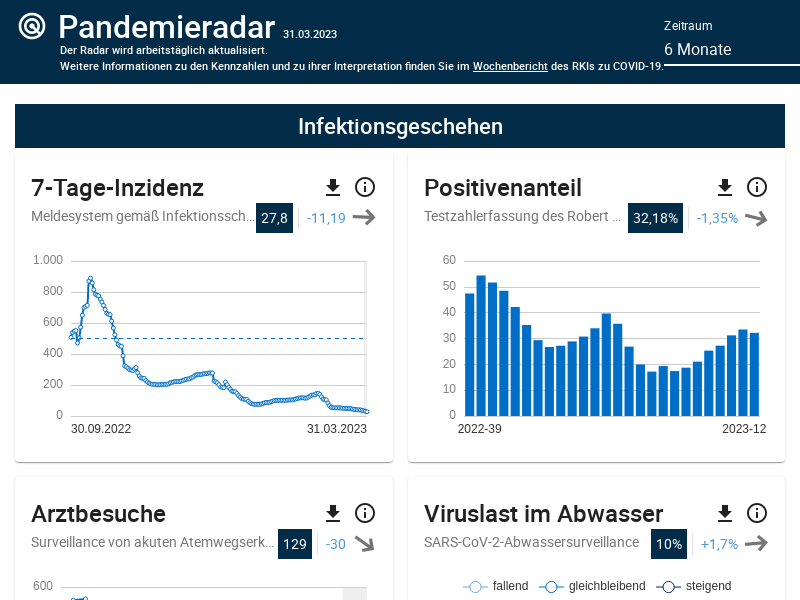 Pandemieradar 31.03.2023
Der Radar wird arbeitstäglich aktualisiert.
Weitere Informationen zu den Kennzahlen und zu ihrer Interpretation finden Sie im Wochenbericht des RKIs zu COVID-19.
Zeitraum
6 Monate
Infektionsgeschehen
7-Tage-Inzidenz
Meldesystem gemäß Infektionssch... 27,8 -11,19
1.000
800
600
400
200
0
30.09.2022 31.03.2023
Positivenanteil
Testzahlerfassung des Robert ... 32,18% -1,35%
60
50
40
30
20
10
0
2022-39 2023-12
Arztbesuche
Surveillance von akuten Atemwegserk... 129 -30
600
Viruslast im Abwasser
SARS-CoV-2-Abwassersurveillance 10% +1,7%
fallend gleichbleibend steigend